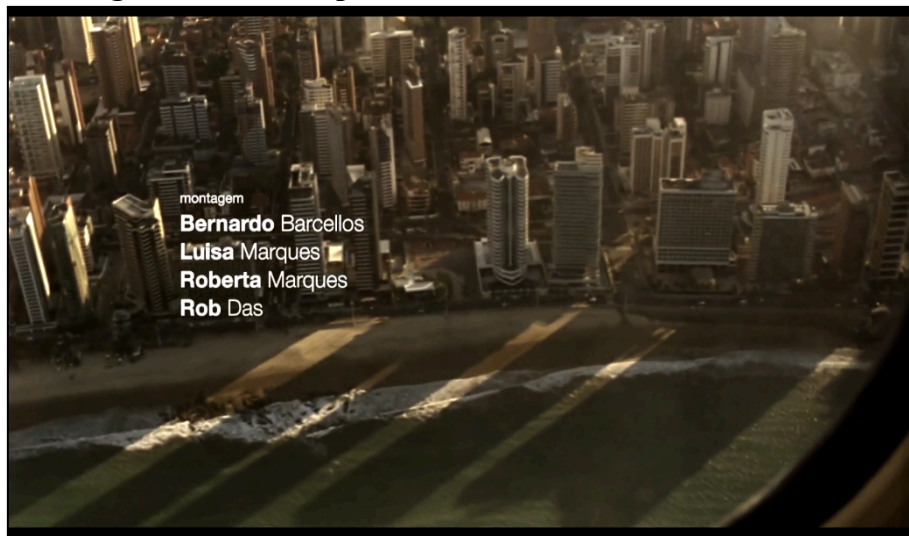 montagem
Bernardo Barcellos
Luisa Marques
Roberta Marques
Rob Das